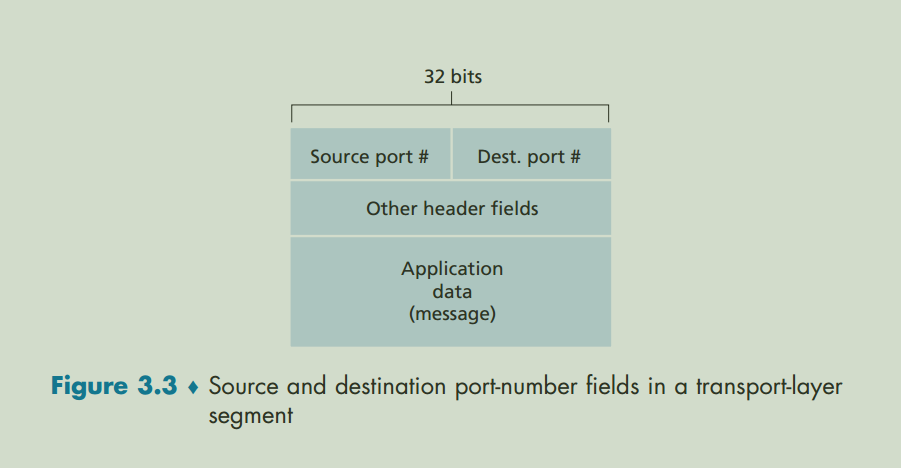 32 bits
Source port # Dest. port #
Other header fields
Application
data
(message)
Figure 3.3 ♦ Source and destination port-number fields in a transport-layer
segment